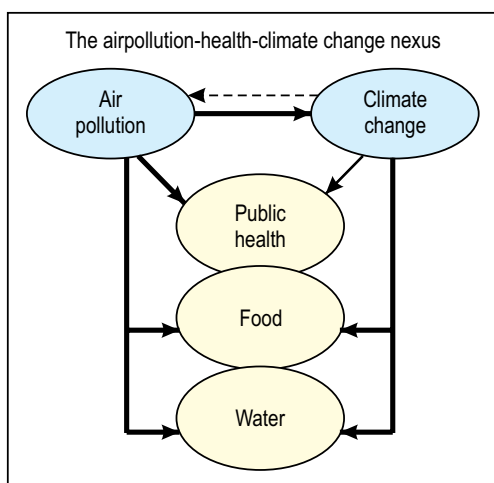 The airpollution-health-climate change nexus
Air
pollution
Climate
change
Public
health
Food
Water